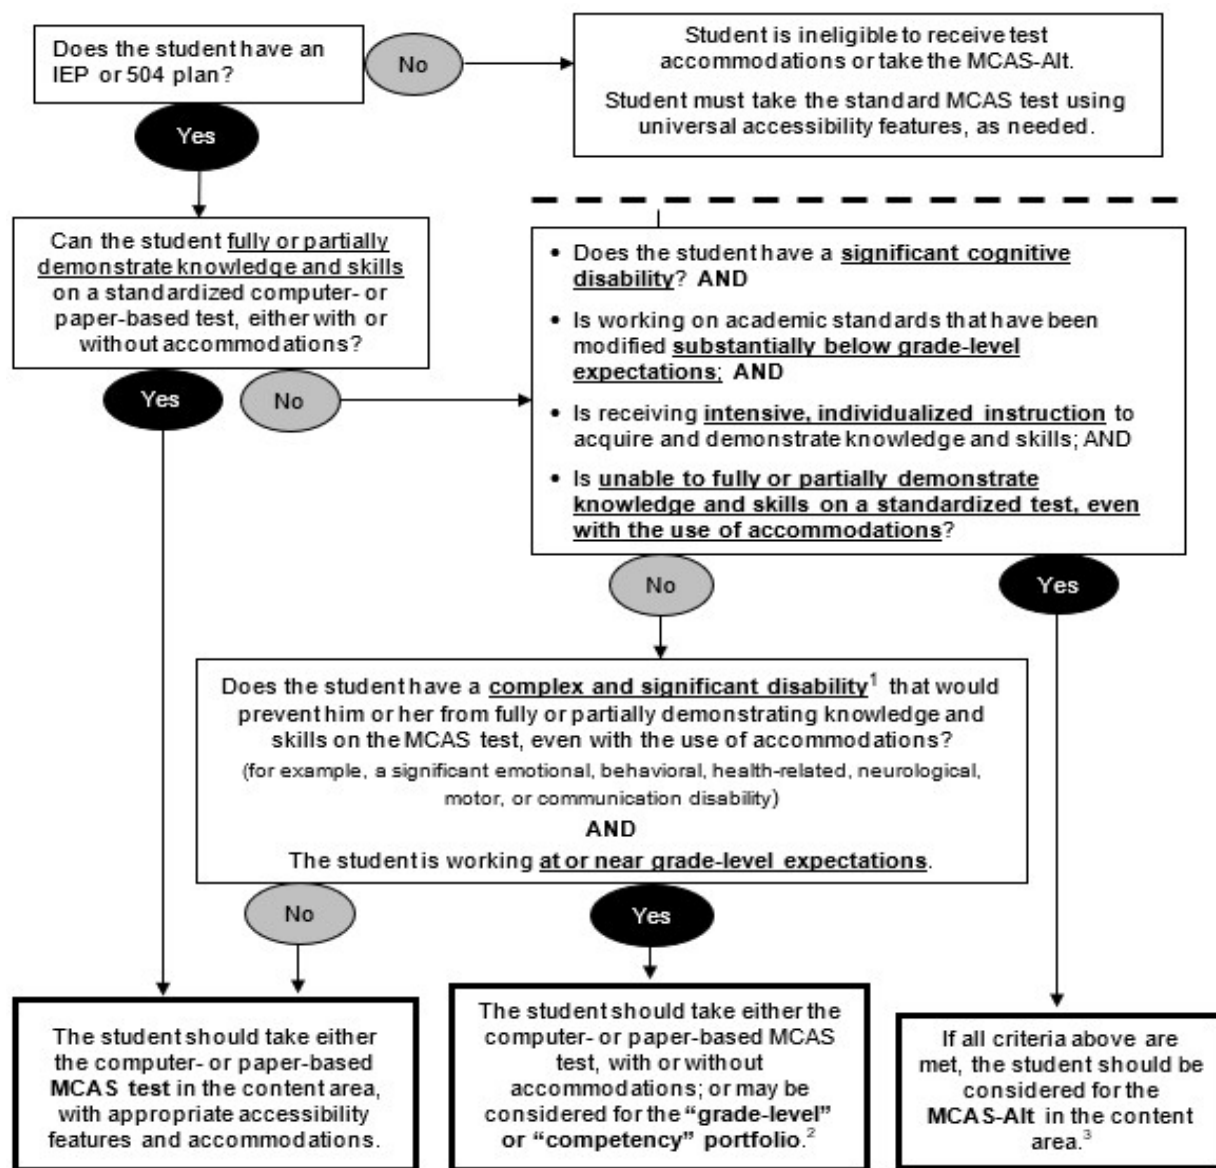 Does the student have an
IEP or 504 plan?
No
Student is ineligible to receive test
accommodations or take the MCAS-Alt.
Student must take the standard MCAS test using
universal accessibility features, as needed.
Yes
Can the student fully or partially
demonstrate knowledge and skills
on a standardized computer- or
paper-based test, either with or
without accommodations?
Yes
No
• Does the student have a significant cognitive
disability? AND
• Is working on academic standards that have been
modified substantially below grade-level
expectations; AND
• Is receiving intensive, individualized instruction to
acquire and demonstrate knowledge and skills; AND
• Is unable to fully or partially demonstrate
knowledge and skills on a standardized test, even
with the use of accommodations?
No
Yes
Does the student have a complex and significant disability1 that would
prevent him or her from fully or partially demonstrating knowledge and
skills on the MCAS test, even with the use of accommodations?
(for example, a significant emotional, behavioral, health-related, neurological,
motor, or communication disability)
AND
The student is working at or near grade-level expectations.
No
Yes
The student should take either
the computer- or paper-based
MCAS test in the content area,
with appropriate accessibility
features and accommodations.
The student should take either the
computer- or paper-based MCAS
test, with or without
accommodations; or may be
considered for the “grade-level”
or “competency” portfolio.2
If all criteria above are
met, the student should be
considered for the
MCAS-Alt in the content
area.3